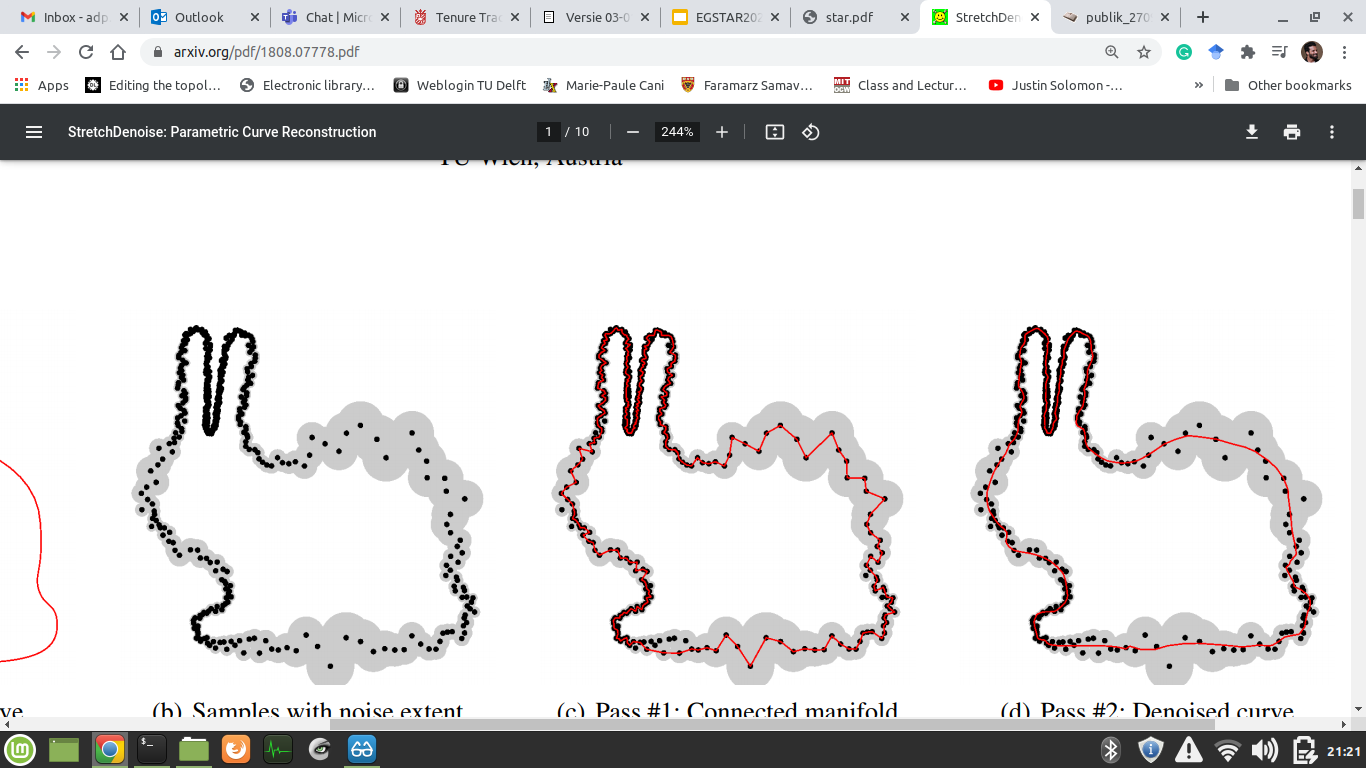 Inbox - adp.
Outlook
Chat | Micr
Tenure Trac
Versie 03-0
EGSTAR202
star.pdf
StretchDen
publik_270
arxiv.org/pdf/1808.07778.pdf
Apps
Editing the topol...
Electronic library...
Weblogin TU Delft
Marie-Paule Cani
Faramarz Samav...
Class and Lectur...
Justin Solomon -...
»
Other bookmarks
StretchDenoise: Parametric Curve Reconstruction
1 / 10
244%
TU Wien, Austria
ve
(b) Samples with noise extent
(c) Pass #1: Connected manifold
(d) Pass #2: Denoised curve
21:21